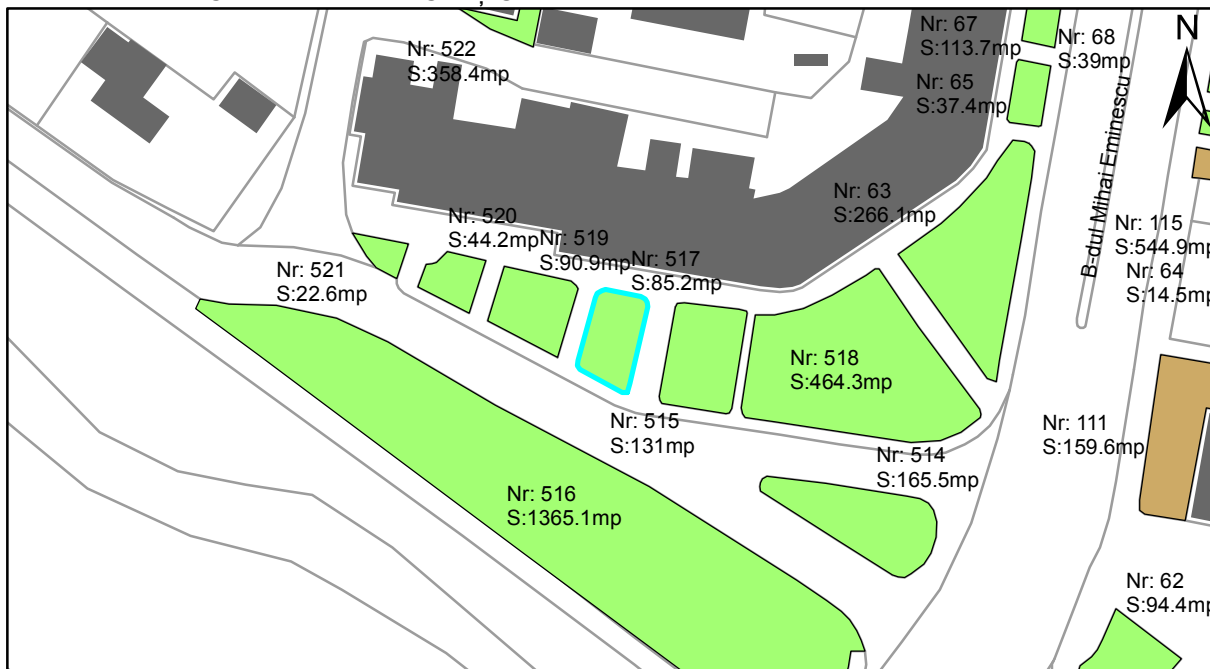 Nr: 522
S:358.4mp
Nr: 67
S:113.7mp
Nr: 68
S:39mp
N
Nr: 65
S:37.4mp
B-dul Mihai Eminescu
Nr: 63
S:266.1mp
Nr: 520
S:44.2mp
Nr: 519
S:90.9mp
Nr: 517
S:85.2mp
Nr: 115
S:544.9mp
Nr: 64
S:14.5mp
Nr: 521
S:22.6mp
Nr: 518
S:464.3mp
Nr: 515
S:131mp
Nr: 514
S:165.5mp
Nr: 111
S:159.6mp
Nr: 516
S:1365.1mp
Nr: 62
S:94.4mp